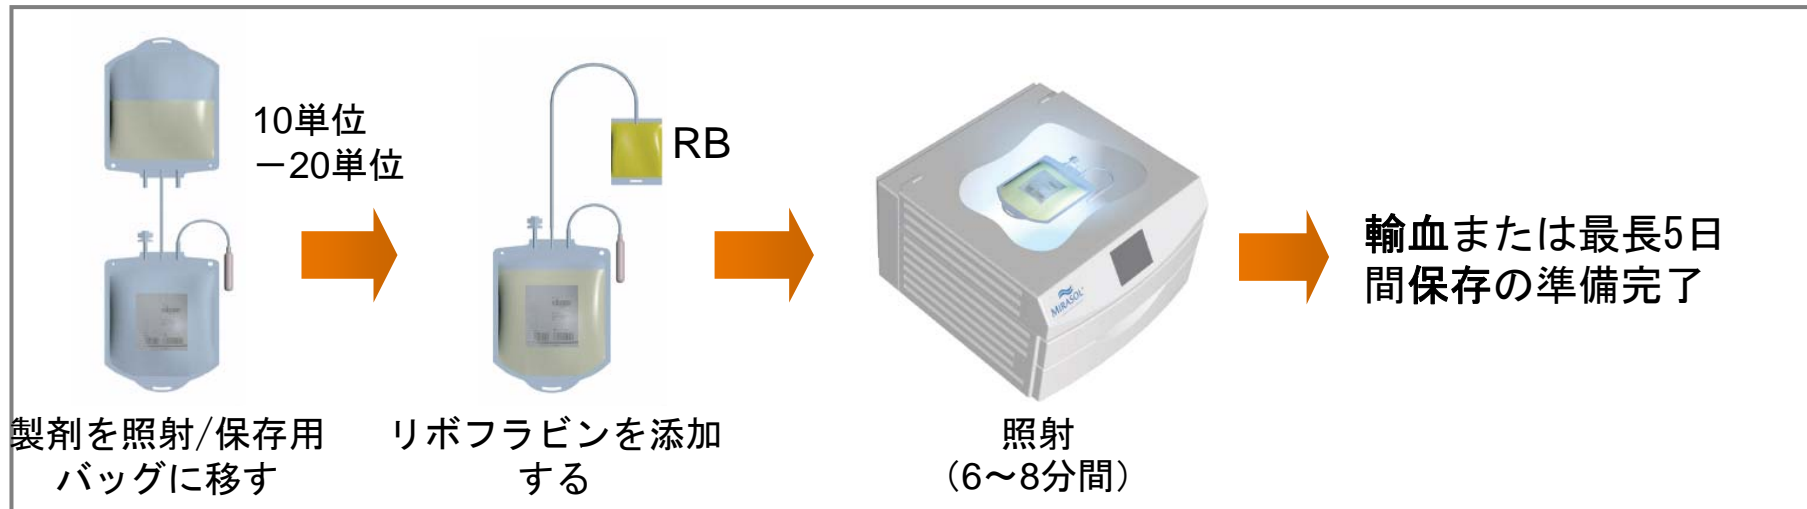 10単位
－20単位
製剤を照射/保存用
バッグに移す
RB
リボフラビンを添加
する
MIRASOL
照射
（6～8分間）
輸血または最長5日
間保存の準備完了